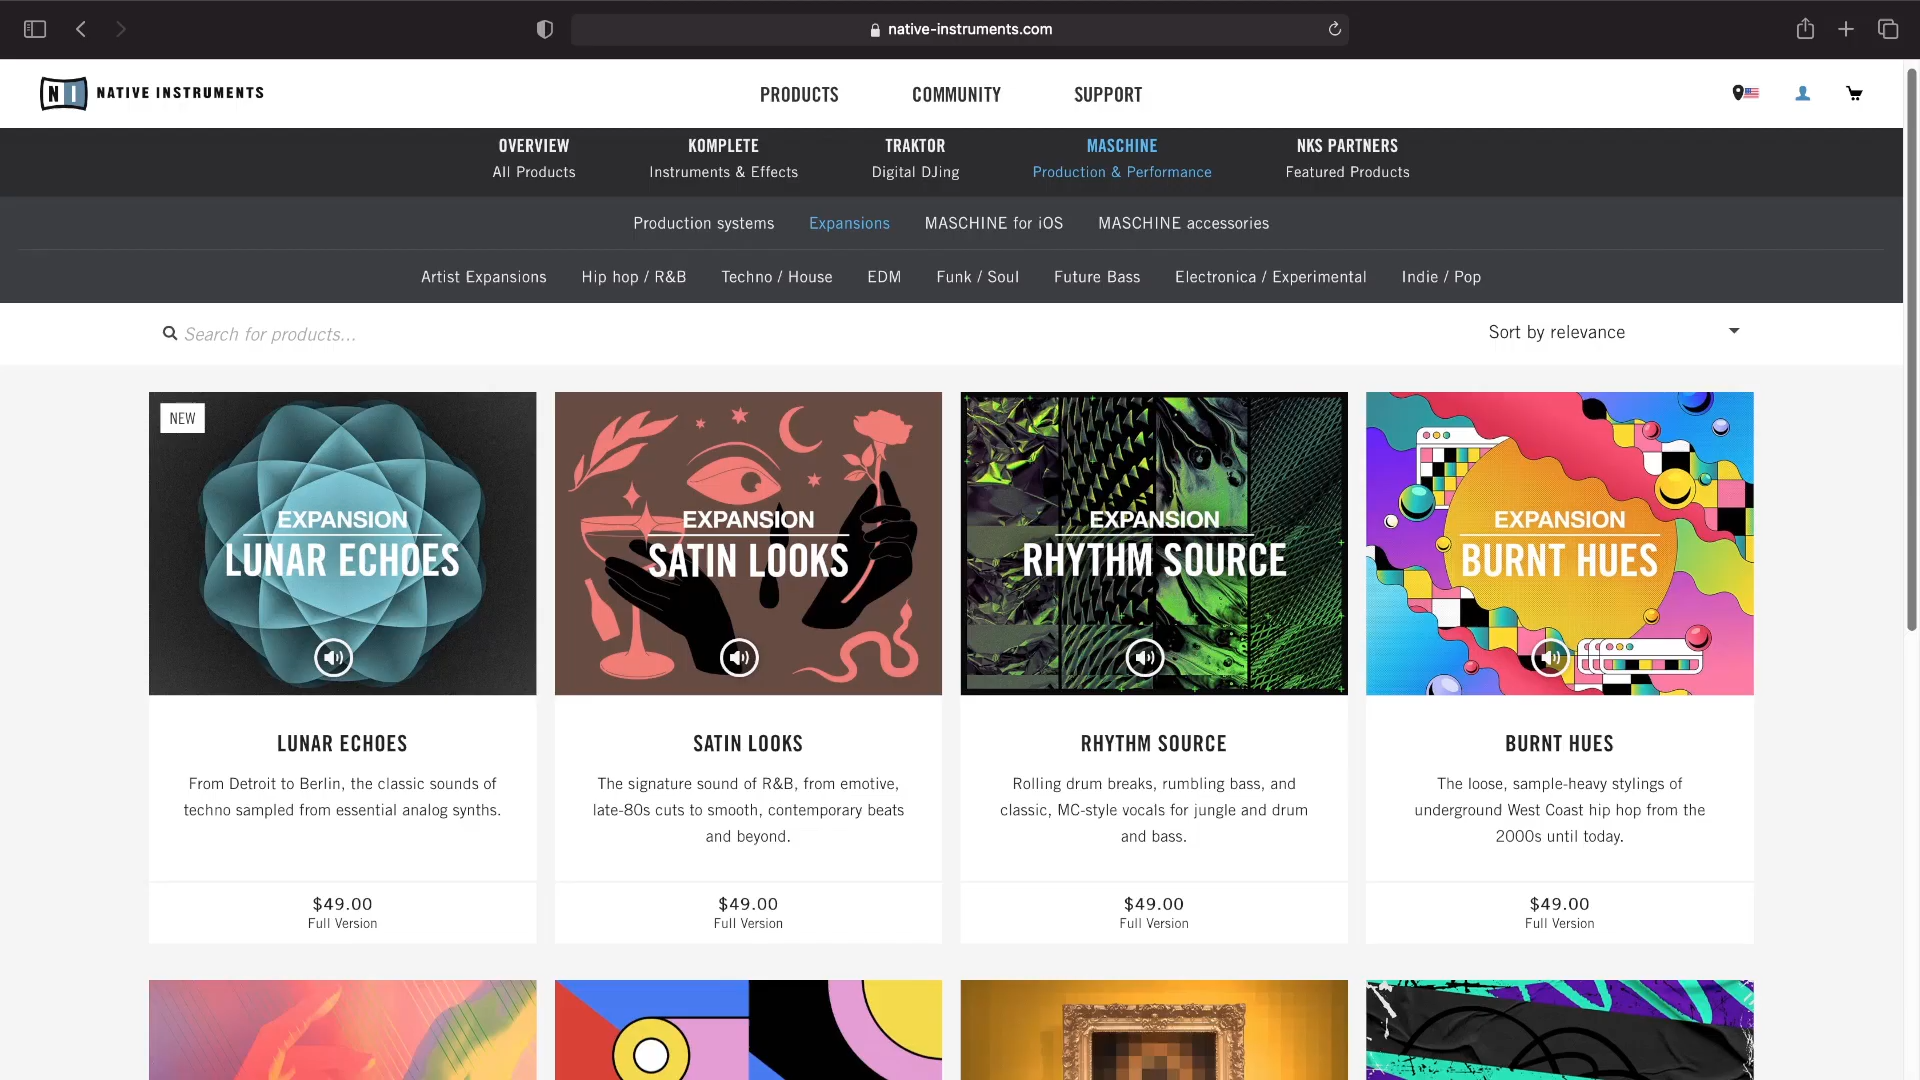 native-instruments.com
NI NATIVE INSTRUMENTS
PRODUCTS
COMMUNITY
SUPPORT
OVERVIEW
All Products
KOMPLETE
Instruments & Effects
TRAKTOR
Digital DJing
MASCHINE
Production & Performance
NKS PARTNERS
Featured Products
Production systems
Expansions
MASCHINE for iOS
MASCHINE accessories
Artist Expansions
Hip hop / R&B
Techno / House
EDM
Funk / Soul
Future Bass
Electronica / Experimental
Indie / Pop
Search for products...
Sort by relevance
NEW
EXPANSION
LUNAR ECHOES
EXPANSION
SATIN LOOKS
EXPANSION
RHYTHM SOURCE
EXPANSION
BURNT HUES
LUNAR ECHOES
From Detroit to Berlin, the classic sounds of
techno sampled from essential analog synths.
$49.00
Full Version
SATIN LOOKS
The signature sound of R&B, from emotive,
late-80s cuts to smooth, contemporary beats
and beyond.
$49.00
Full Version
RHYTHM SOURCE
Rolling drum breaks, rumbling bass, and
classic, MC-style vocals for jungle and drum
and bass.
$49.00
Full Version
BURNT HUES
The loose, sample-heavy stylings of
underground West Coast hip hop from the
2000s until today.
$49.00
Full Version